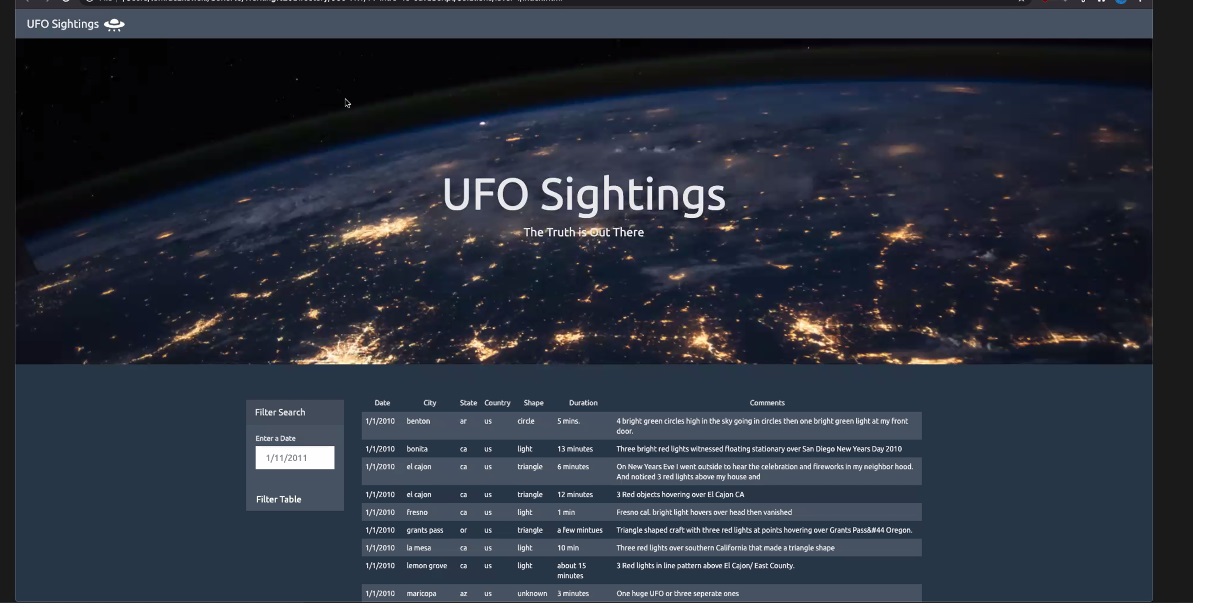 UFO Sightings
UFO Sightings
The Truth is Out There
Filter Search
Enter a Date
1/11/2011
Filter Table
Date City State Country Shape Duration Comments
1/1/2010 benton ar us circle 5 mins. 4 bright green circles high in the sky going in circles then one bright green light at my front
door.
1/1/2010 bonita ca us light 13 minutes Three bright red lights witnessed floating stationary over San Diego New Years Day 2010
1/1/2010 el cajon ca us triangle 6 minutes On New Years Eve I went outside to hear the celebration and fireworks in my neighbor hood.
And noticed 3 red lights above my house and
1/1/2010 el cajon ca us triangle 12 minutes 3 Red objects hovering over El Cajon CA
1/1/2010 fresno ca us light 1 min Fresno cal. bright light hovers over head then vanished
1/1/2010 grants pass or us triangle a few mintues Triangle shaped craft with three red lights at points hovering over Grants Pass&#44 Oregon.
1/1/2010 la mesa ca us light 10 min Three red lights over southern California that made a triangle shape
1/1/2010 lemon grove ca us light about 15 3 Red lights in line pattern above El Cajon/ East County.
minutes
1/1/2010 maricopa az us unknown 3 minutes One huge UFO or three seperate ones